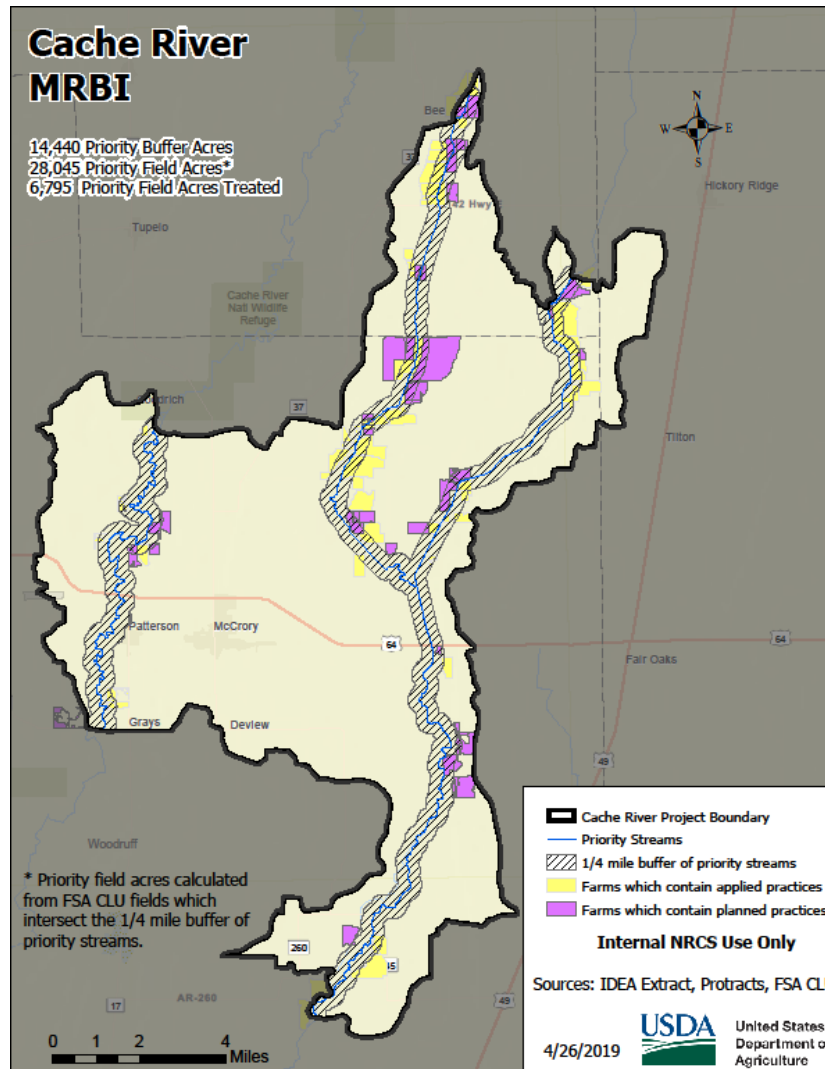 Cache River
MRBI
14,440 Priority Buffer Acres
28,045 Priority Field Acres*
6,795 Priority Field Acres Treated
N
W
E
S
Bee
37
42 Hwy E
Hickory Ridge
Tupelo
Cache River
Natl Wildlife
Refuge
37
Tilton
Patterson
McCrory
64
64
Fair Oaks
Grays
Deview
49
Woodruff
* Priority field acres calculated
from FSA CLU fields which
intersect the 1/4 mile buffer of
priority streams.
260
17
AR-260
49
0 1 2 4
Miles
Cache River Project Boundary
Priority Streams
1/4 mile buffer of priority streams
Farms which contain applied practices
Farms which contain planned practices
Internal NRCS Use Only
Sources: IDEA Extract, Protracts, FSA CL
4/26/2019
USDA
United States
Department o
Agriculture